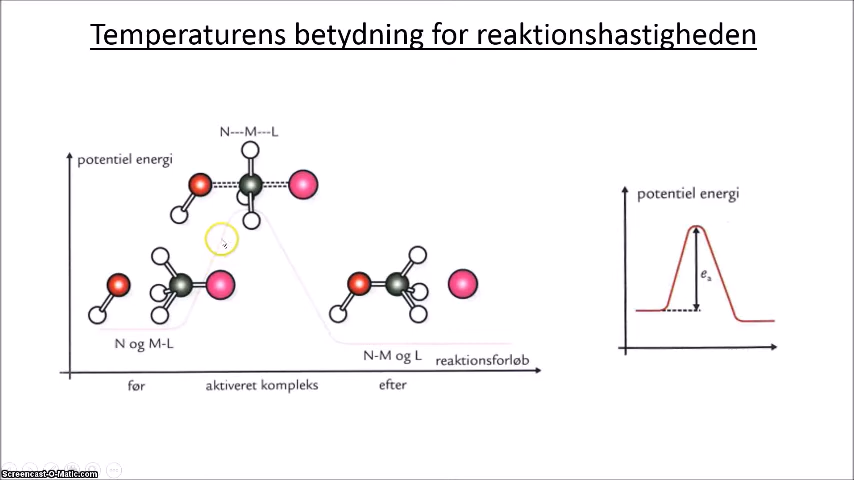 Temperaturens betydning for reaktionshastigheden
N---M---L
potentiel energi
N og M-L
N-M og L
reaktionsforløb
før
aktiveret kompleks
efter
potentiel energi
eₐ
Screencast-O-Matic.com